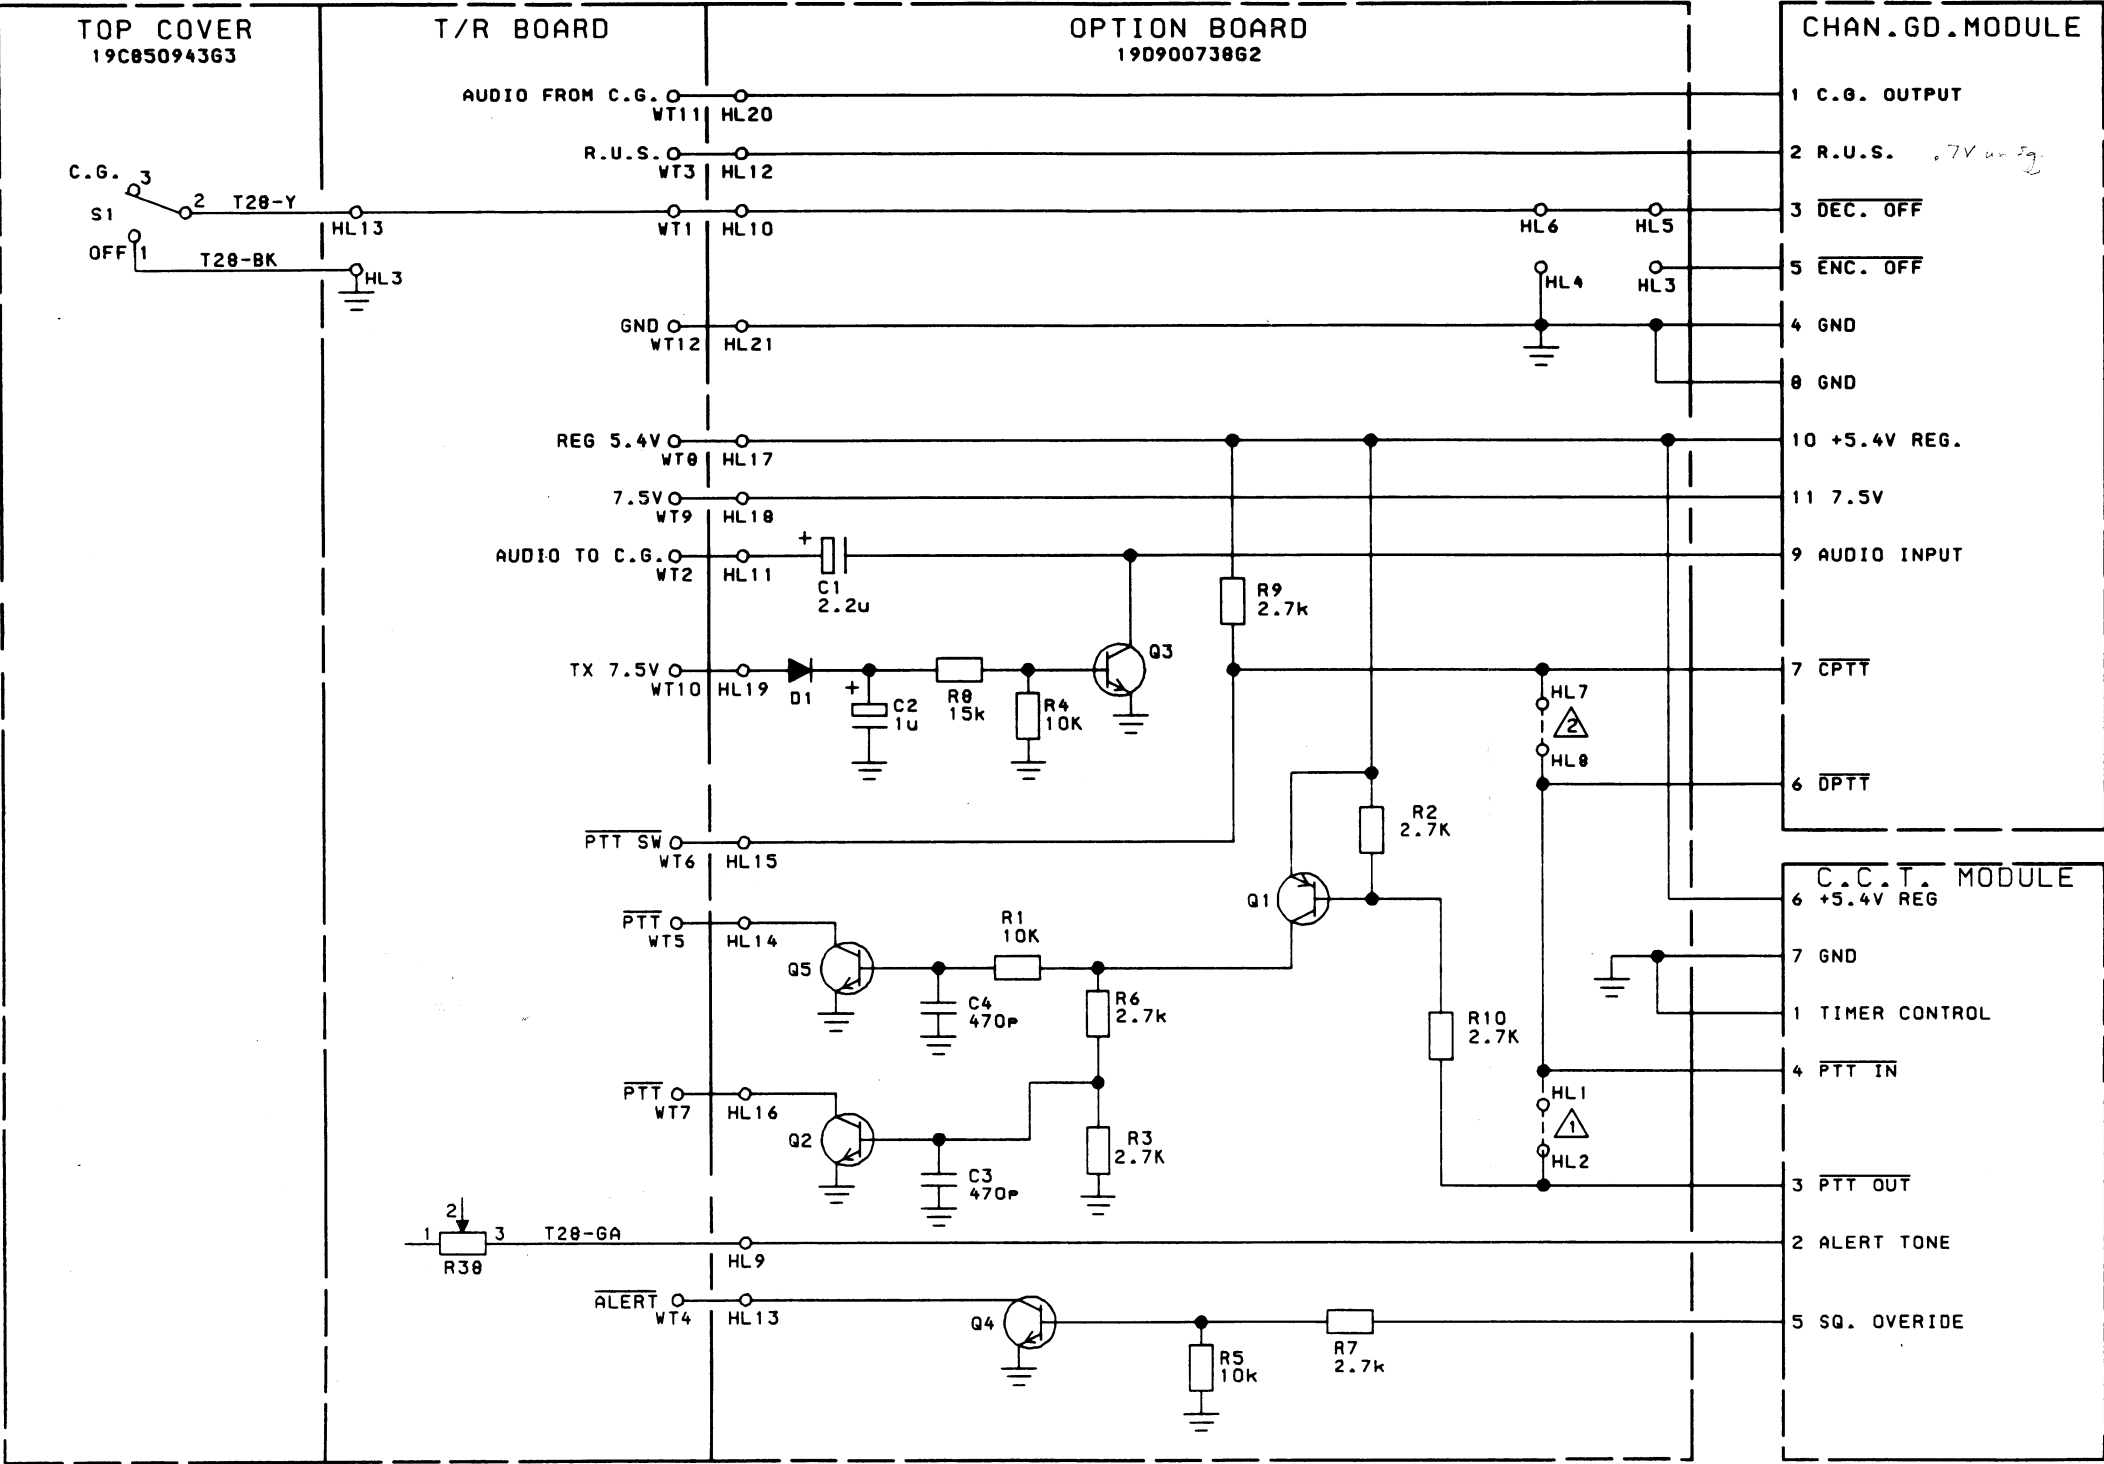 TOP COVER
19C850943G3
T/R BOARD
OPTION BOARD
19D900738G2
CHAN.GD.MODULE
AUDIO FROM C.G.
WT11
HL20
1 C.G. OUTPUT
R.U.S.
WT3
HL12
2 R.U.S.
.7V
C.G.
3
S1
2
T28-Y
HL13
WT1
HL10
HL6
HL5
3 DEC. OFF
OFF
1
T28-BK
HL3
HL4
HL3
5 ENC. OFF
GND
WT12
HL21
4 GND
8 GND
REG 5.4V
WT8
HL17
10 +5.4V REG.
7.5V
WT9
HL18
11 7.5V
AUDIO TO C.G.
WT2
HL11
+
C1
2.2u
9 AUDIO INPUT
R9
2.7k
TX 7.5V
WT10
HL19
D1
+
C2
1u
R8
15k
R4
10K
Q3
7 CPTT
HL7
2
HL8
6 DPTT
R2
2.7K
PTT SW
WT6
HL15
C.C.T. MODULE
Q1
6 +5.4V REG
PTT
WT5
HL14
R1
10K
Q5
7 GND
C4
470p
R6
2.7k
R10
2.7K
1 TIMER CONTROL
4 PTT IN
PTT
WT7
HL16
HL1
1
HL2
Q2
R3
2.7K
C3
470p
3 PTT OUT
2
1
3
R38
T28-GA
HL9
2 ALERT TONE
ALERT
WT4
HL13
Q4
5 SQ. OVERIDE
R5
10k
R7
2.7k